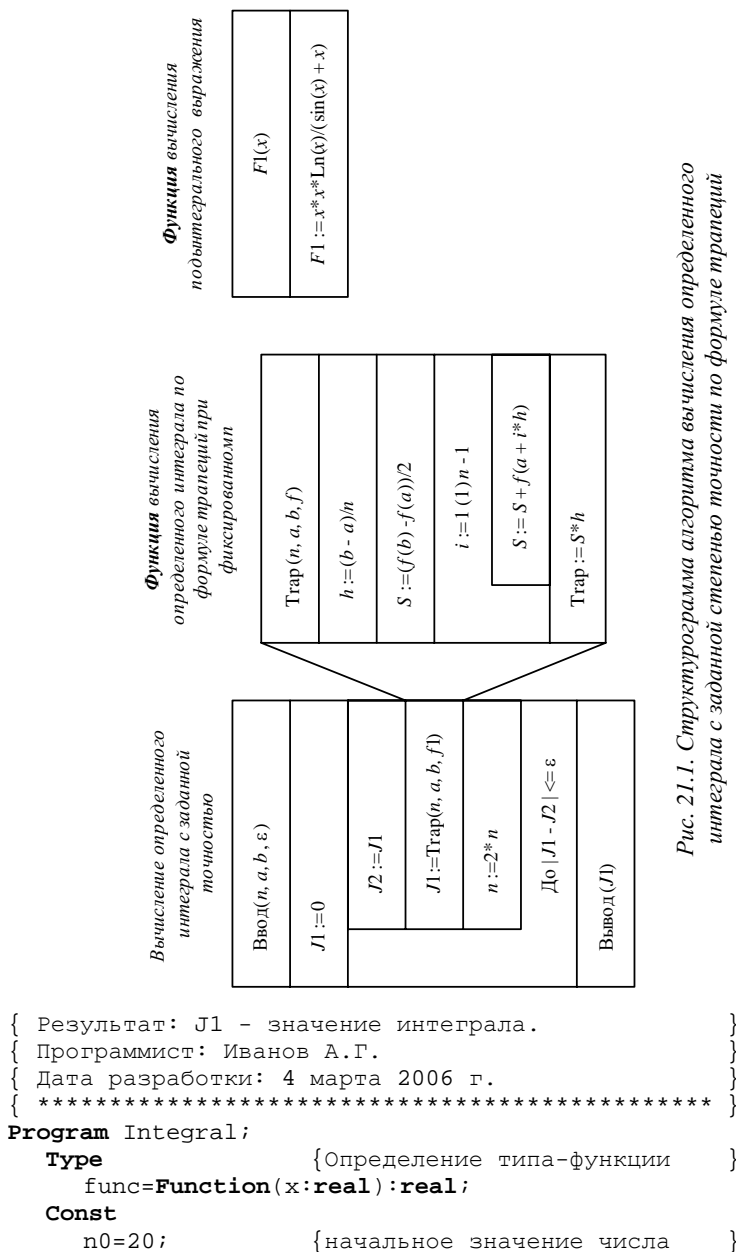 Вычисление определенного
интеграла с заданной
точностью
Ввод(n, a, b, ε)
J1:=0
J2:=J1
J1:=Trap(n, a, b, f1)
n:=2*n
До |J1 - J2| <= ε
Вывод (J1)
Функция вычисления
определенного интеграла по
формуле трапеций при
фиксированномn
Trap (n, a, b, f)
h:=(b - a)/n
S:=(f(b) -f(a))/2
i:=1 (1) n - 1
S:=S+f(a+i*h)
Trap:=S*h
Функция вычисления
подынтегрального выражения
F1(x)
F1:=x*x*Ln(x)/(sin(x)+x)
Рис. 21.1. Структурограмма алгоритма вычисления определенного
интеграла с заданной степенью точности по формуле трапеций
{ Результат: J1 - значение интеграла. }
{ Программист: Иванов А.Г. }
{ Дата разработки: 4 марта 2006 г. }
{ *********************************************** }
Program Integral;
Type {Определение типа-функции }
func=Function(x:real):real;
Const
n0=20; {начальное значение числа }